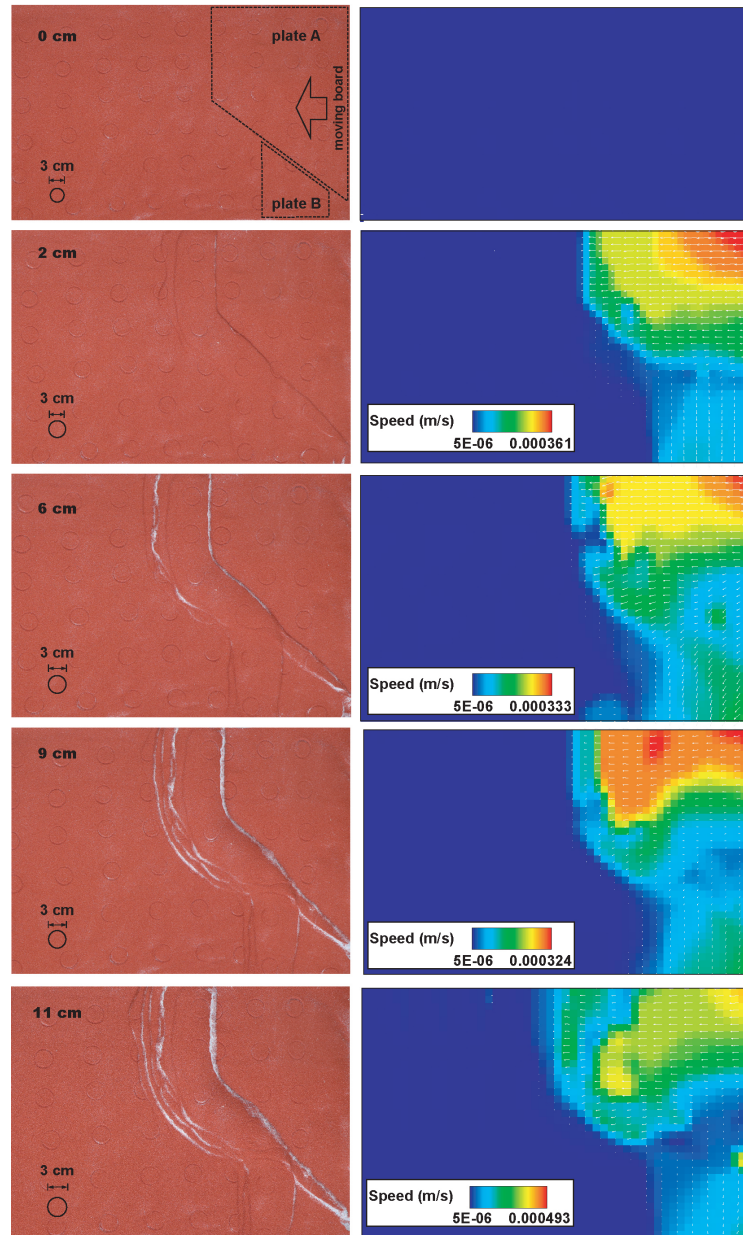 0 cm
plate A
moving board
3 cm
plate B
2 cm
3 cm
Speed (m/s)
5E-06 0.000361
6 cm
3 cm
Speed (m/s)
5E-06 0.000333
9 cm
3 cm
Speed (m/s)
5E-06 0.000324
11 cm
3 cm
Speed (m/s)
5E-06 0.000493